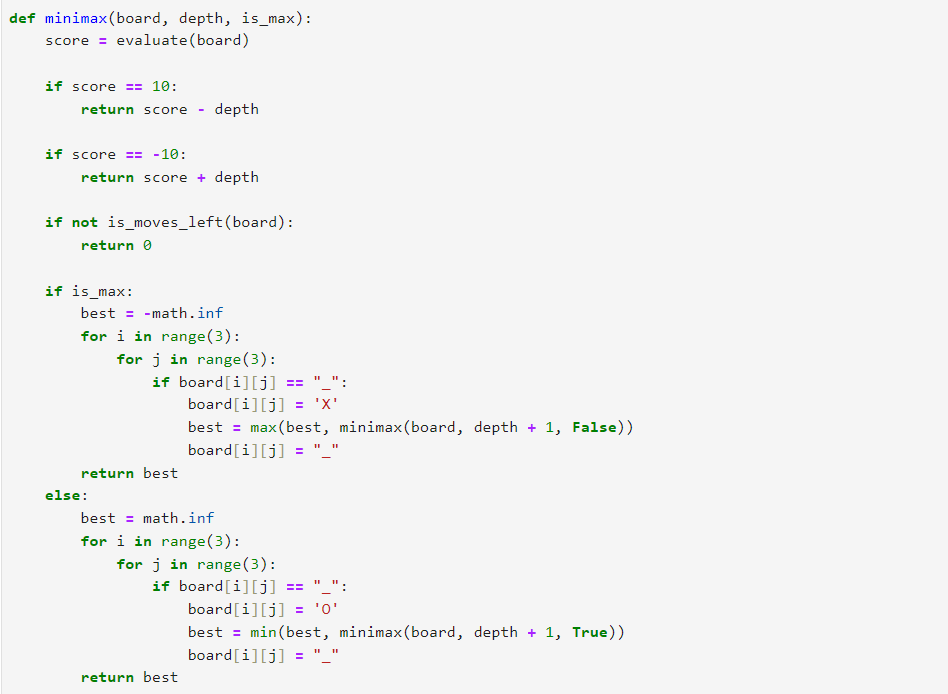 def minimax(board, depth, is_max):
    score = evaluate(board)

    if score == 10:
        return score - depth

    if score == -10:
        return score + depth

    if not is_moves_left(board):
        return 0

    if is_max:
        best = -math.inf
        for i in range(3):
            for j in range(3):
                if board[i][j] == "_":
                    board[i][j] = 'X'
                    best = max(best, minimax(board, depth + 1, False))
                    board[i][j] = "_"
        return best
    else:
        best = math.inf
        for i in range(3):
            for j in range(3):
                if board[i][j] == "_":
                    board[i][j] = 'O'
                    best = min(best, minimax(board, depth + 1, True))
                    board[i][j] = "_"
        return best